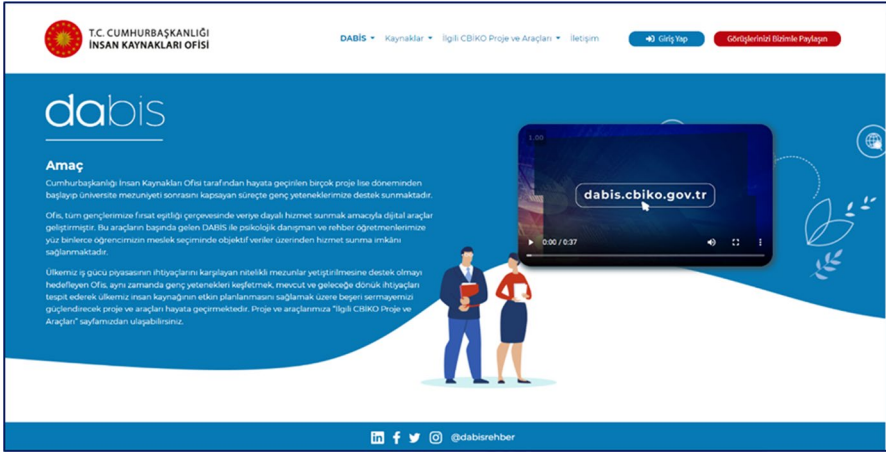 T.C. CUMHURBAŞKANLIĞI
İNSAN KAYNAKLARI OFİSİ
DABİS Kaynaklar İlgili CBİKO Proje ve Araçları İletişim Giriş Yap Görüşlerinizi Bizimle Paylaşın
dabis
Amaç
Cumhurbaşkanlığı İnsan Kaynakları Ofisi tarafından hayata geçirilen birçok proje lise döneminden
başlayıp üniversite mezuniyeti sonrasını kapsayan süreçte genç yeteneklerimize destek sunmaktadır.
Ofis, tüm gençlerimize fırsat eşitliği çerçevesinde veriye dayalı hizmet sunmak amacıyla dijital araçlar
geliştirmiştir. Bu araçların başında gelen DABİS ile psikolojik danışman ve rehber öğretmenlerimize
yüz binlerce öğrencimizin meslek seçiminde objektif veriler üzerinden hizmet sunma imkânı
sağlanmaktadır.
Ülkemiz iş gücü piyasasının ihtiyaçlarını karşılayan nitelikli mezunlar yetiştirilmesine destek olmayı
hedefleyen Ofis, aynı zamanda genç yetenekleri keşfetmek, mevcut ve geleceğe dönük ihtiyaçları
tespit ederek ülkemiz insan kaynağının etkin planlanmasını sağlamak üzere beşeri sermayemizi
güçlendirecek proje ve araçları hayata geçirmektedir. Proje ve araçlarımıza "İlgili CBİKO Proje ve
Araçları" sayfamızdan ulaşabilirsiniz.
1.00
dabis.cbiko.gov.tr
0:00 / 0:37
@dabisrehber